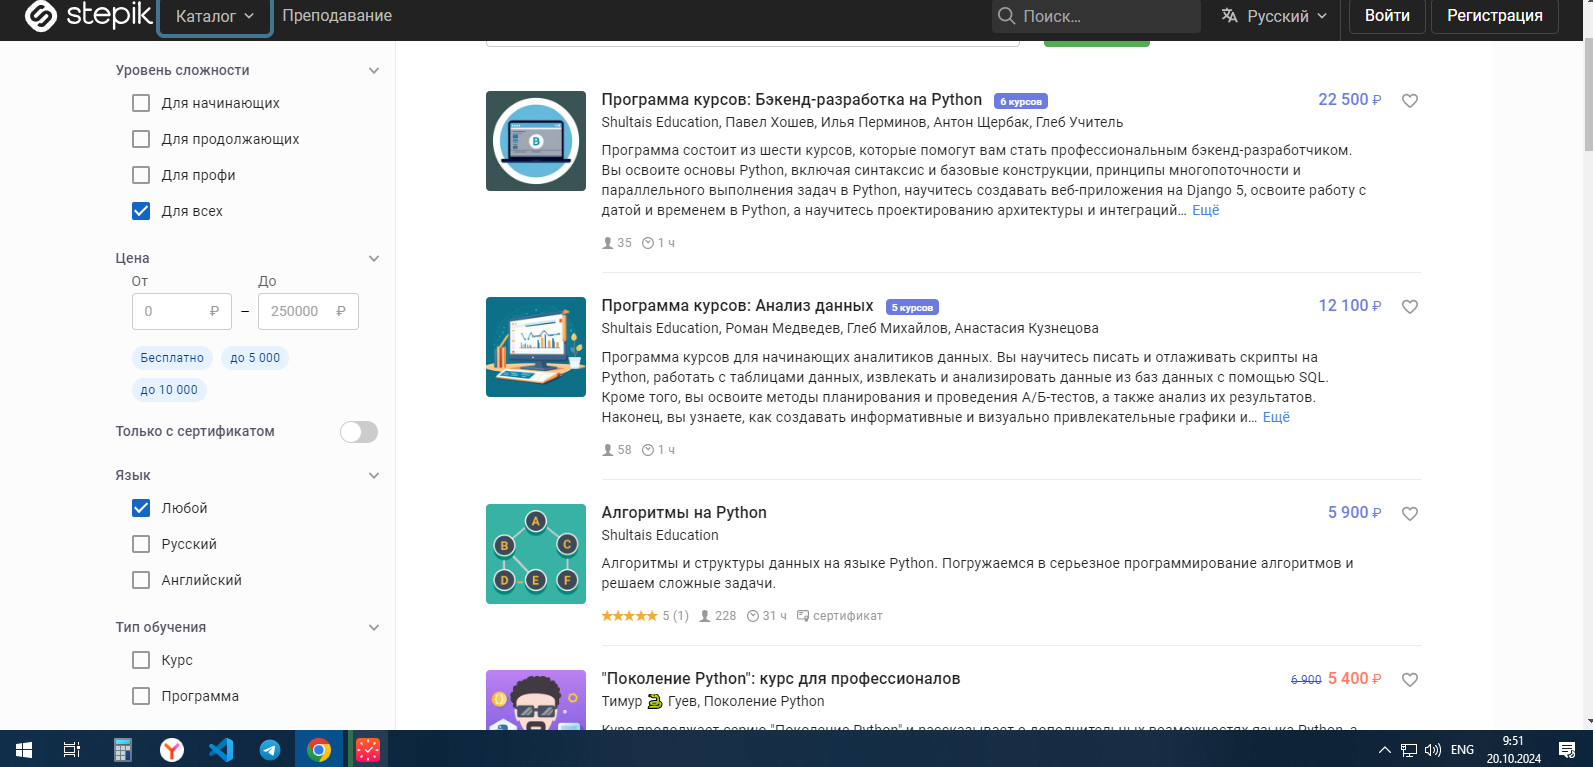 stepik
Каталог
Преподавание
Поиск...
Русский
Войти
Регистрация
Уровень сложности
Для начинающих
Для продолжающих
Для профи
Для всех
Цена
От
До
0 ₽ – 250000 ₽
Бесплатно
до 5 000
до 10 000
Только с сертификатом
Язык
Любой
Русский
Английский
Тип обучения
Курс
Программа
B
Программа курсов: Бэкенд-разработка на Python 6 курсов 22 500 ₽
Shultais Education, Павел Хошев, Илья Перминов, Антон Щербак, Глеб Учитель
Программа состоит из шести курсов, которые помогут вам стать профессиональным бэкенд-разработчиком.
Вы освоите основы Python, включая синтаксис и базовые конструкции, принципы многопоточности и
параллельного выполнения задач в Python, научитесь создавать веб-приложения на Django 5, освоите работу с
датой и временем в Python, а научитесь проектированию архитектуры и интеграций... Ещё
35 1 ч
Программа курсов: Анализ данных 5 курсов 12 100 ₽
Shultais Education, Роман Медведев, Глеб Михайлов, Анастасия Кузнецова
Программа курсов для начинающих аналитиков данных. Вы научитесь писать и отлаживать скрипты на
Python, работать с таблицами данных, извлекать и анализировать данные из баз данных с помощью SQL.
Кроме того, вы освоите методы планирования и проведения А/Б-тестов, а также анализ их результатов.
Наконец, вы узнаете, как создавать информативные и визуально привлекательные графики и... Ещё
58 1 ч
A
B C
D E F
Алгоритмы на Python 5 900 ₽
Shultais Education
Алгоритмы и структуры данных на языке Python. Погружаемся в серьезное программирование алгоритмов и
решаем сложные задачи.
5 (1) 228 31 ч сертификат
"Поколение Python": курс для профессионалов 6 900 5 400 ₽
Тимур Гуев, Поколение Python
Курс продолжает серию "Поколение Python" и рассказывает о дополнительных возможностях языка Python, а
ENG
9:51
20.10.2024